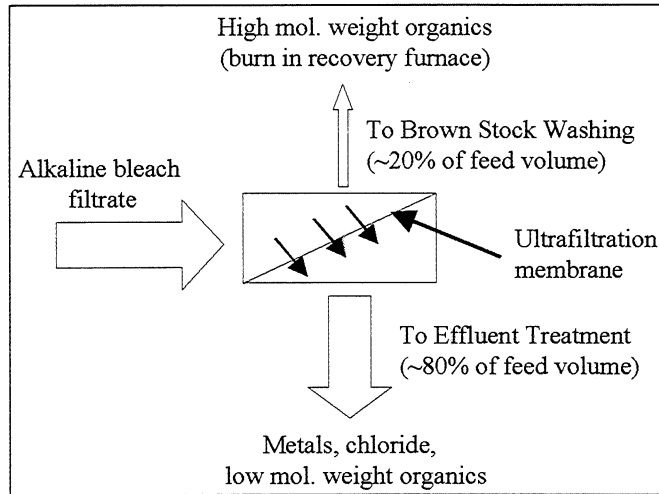 High mol. weight organics
(burn in recovery furnace)
To Brown Stock Washing
(~20% of feed volume)
Alkaline bleach
filtrate
Ultrafiltration
membrane
To Effluent Treatment
(~80% of feed volume)
Metals, chloride,
low mol. weight organics